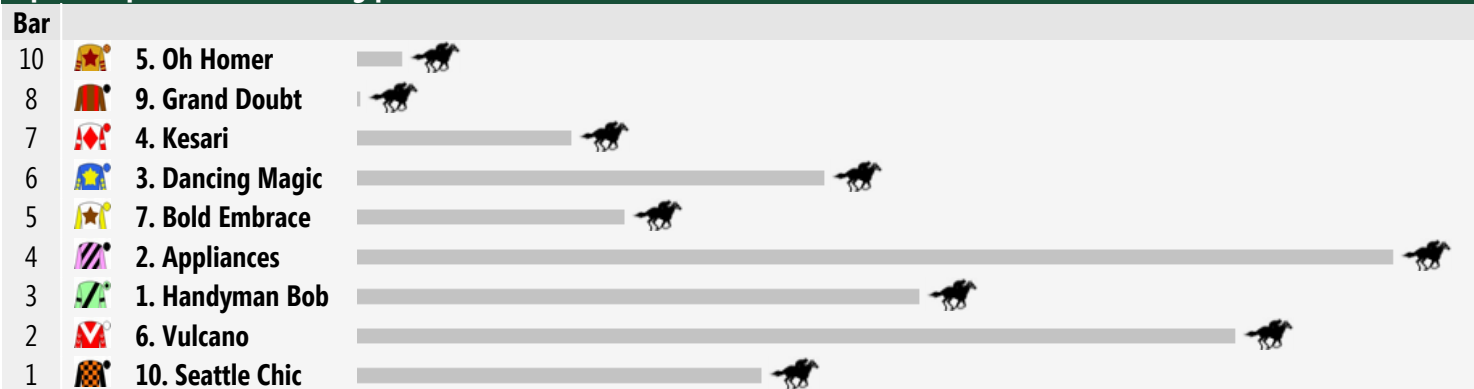 Bar
10 5. Oh Homer
8 9. Grand Doubt
7 4. Kesari
6 3. Dancing Magic
5 7. Bold Embrace
4 2. Appliances
3 1. Handyman Bob
2 6. Vulcano
1 10. Seattle Chic